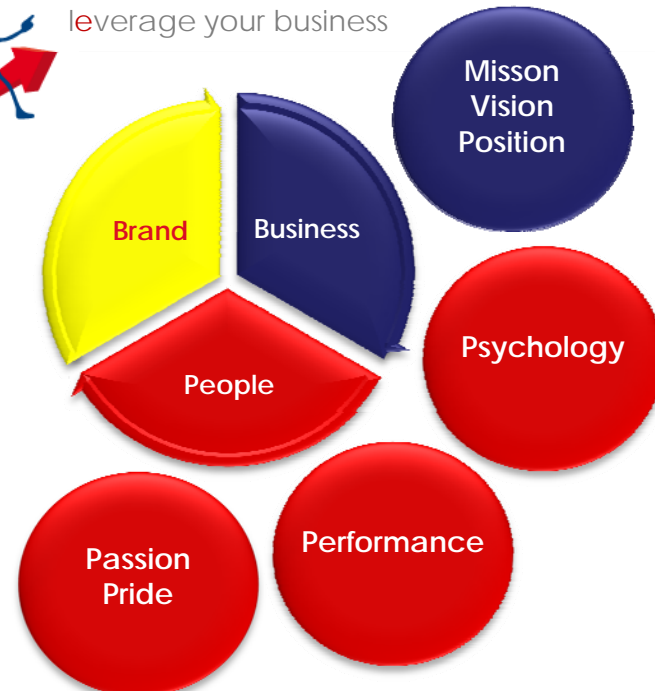 leverage your business
Misson
Vision
Position
Brand
Business
Psychology
People
Performance
Passion
Pride